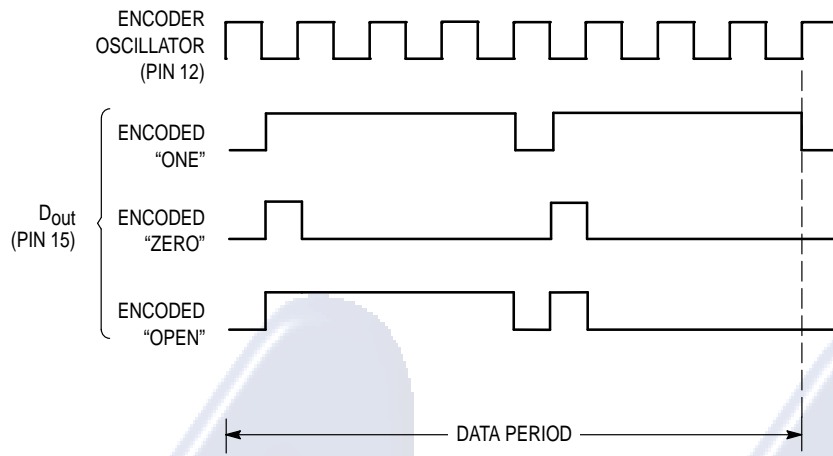 ENCODER
OSCILLATOR
(PIN 12)
ENCODED
“ONE”
Dout
(PIN 15)
ENCODED
“ZERO”
ENCODED
“OPEN”
DATA PERIOD